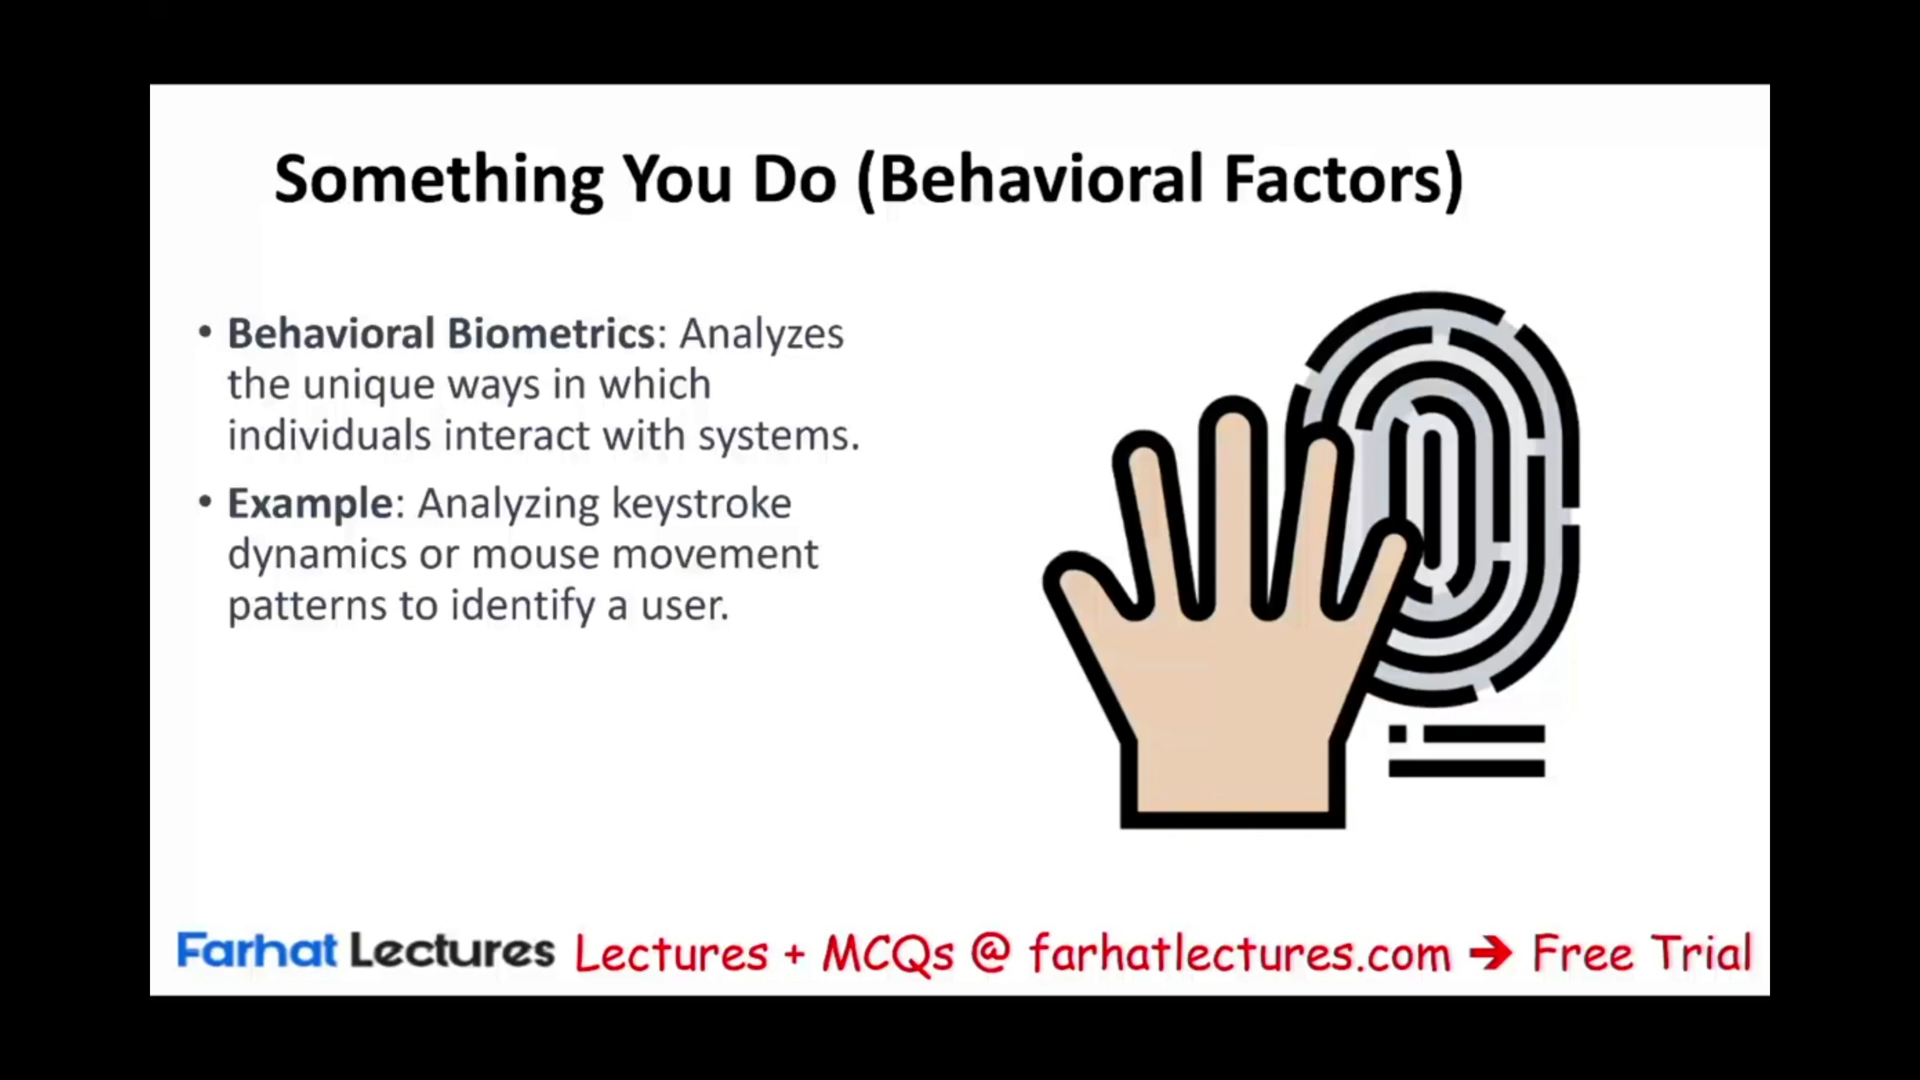 Something You Do (Behavioral Factors)
• Behavioral Biometrics: Analyzes
the unique ways in which
individuals interact with systems.
• Example: Analyzing keystroke
dynamics or mouse movement
patterns to identify a user.
Farhat Lectures Lectures + MCQs @ farhatlectures.com ➔ Free Trial